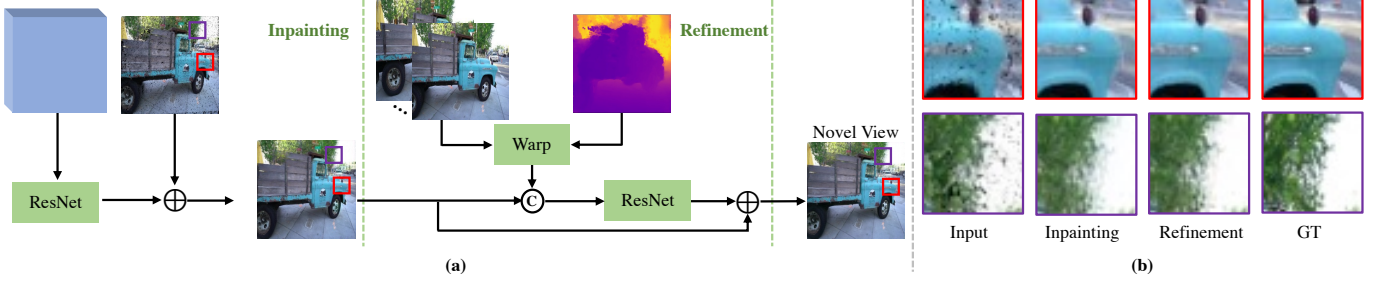 Inpainting
Refinement
Warp
Novel View
ResNet
C
ResNet
(a)
Input
Inpainting
Refinement
GT
(b)